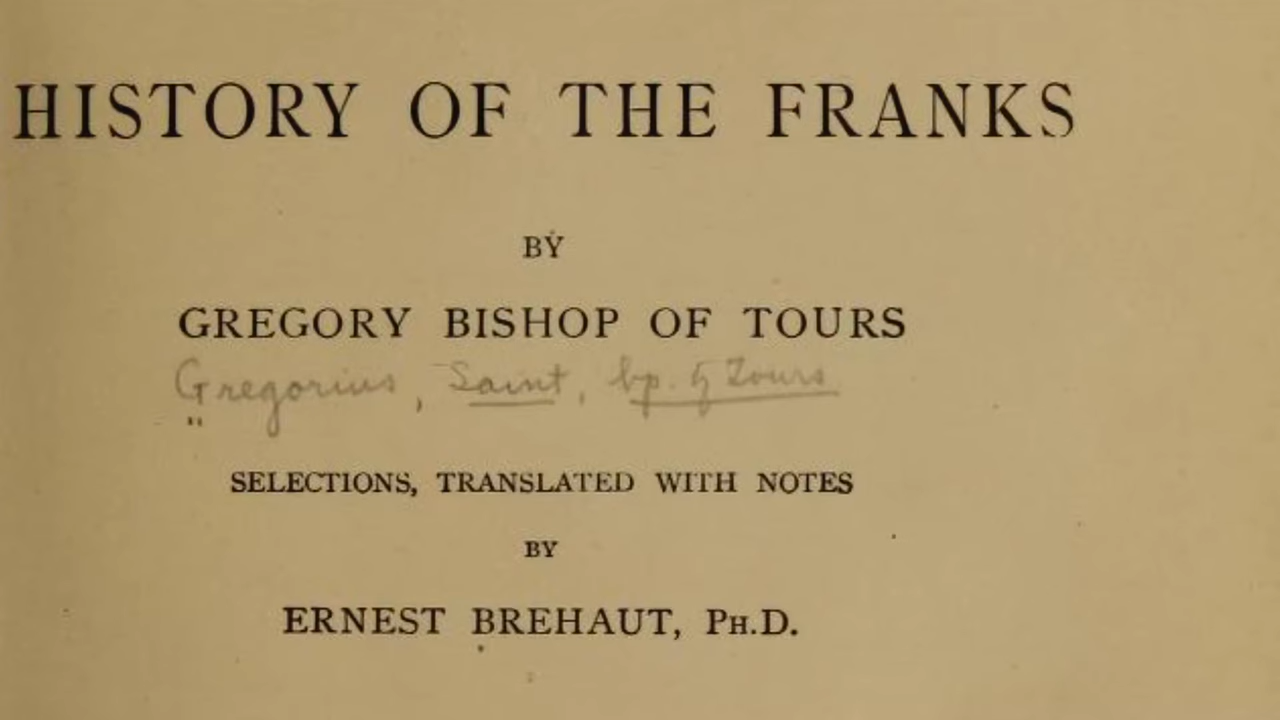 HISTORY OF THE FRANKS
BY
GREGORY BISHOP OF TOURS
Gregorius, Saint, bp. of Tours
"
SELECTIONS, TRANSLATED WITH NOTES
BY
ERNEST BREHAUT, Ph.D.